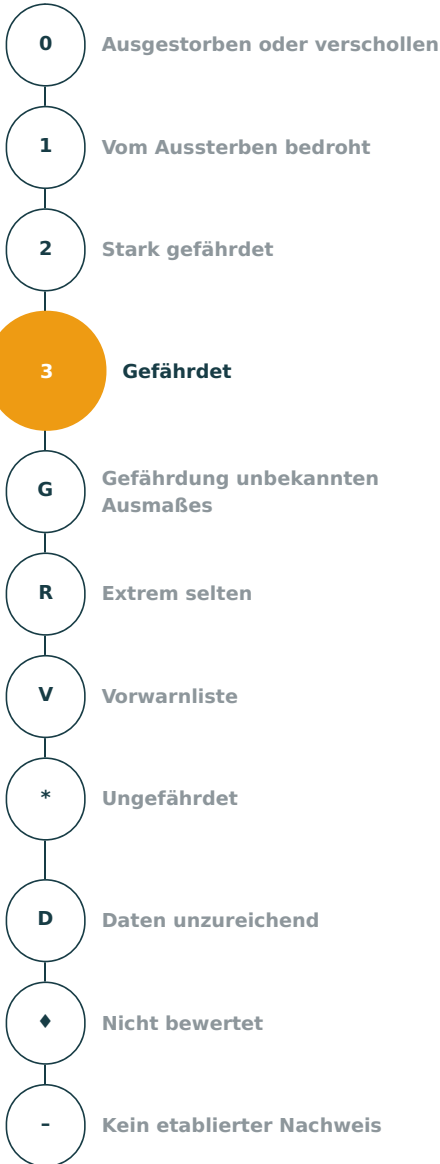 0 Ausgestorben oder verschollen
1 Vom Aussterben bedroht
2 Stark gefährdet
3 Gefährdet
G Gefährdung unbekannten
Ausmaßes
R Extrem selten
V Vorwarnliste
* Ungefährdet
D Daten unzureichend
♦ Nicht bewertet
– Kein etablierter Nachweis